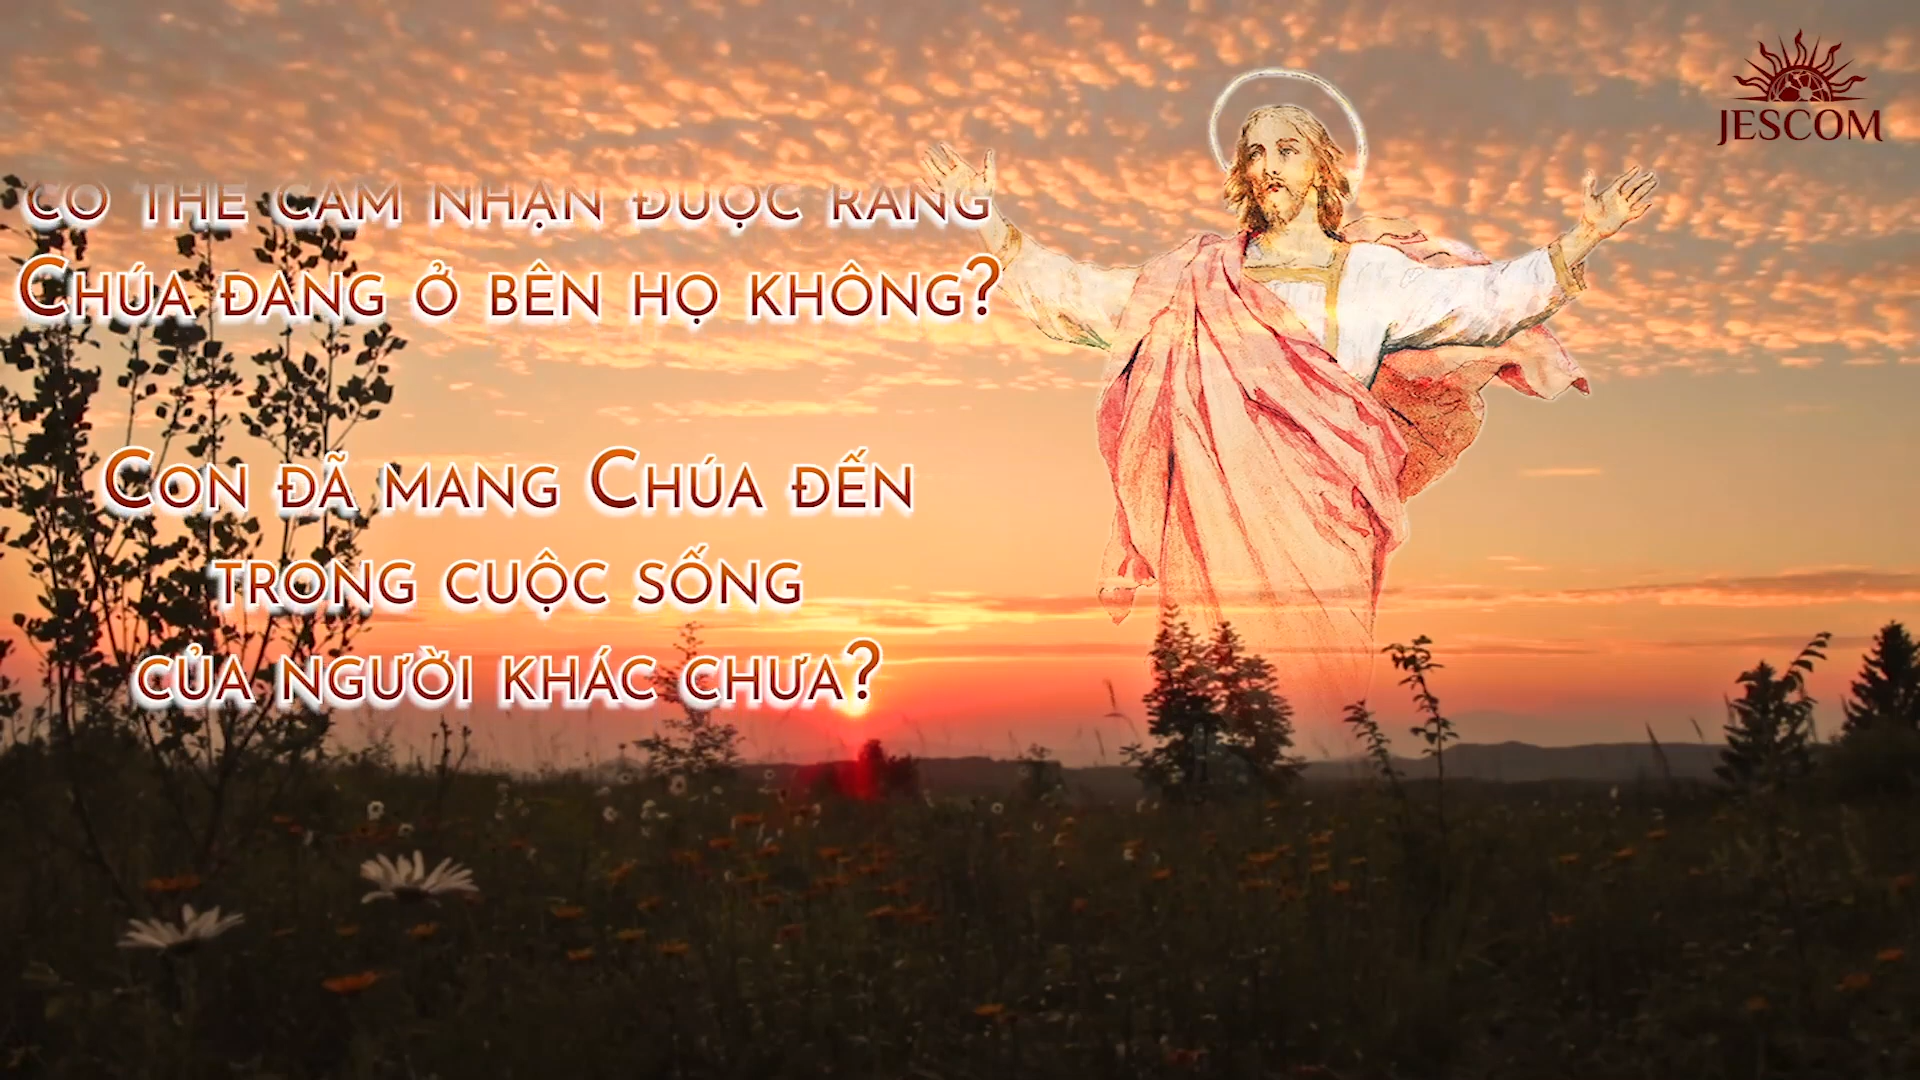 có thể cảm nhận được rằng
Chúa đang ở bên họ không?
Con đã mang Chúa đến
trong cuộc sống
của người khác chưa?
JESCOM